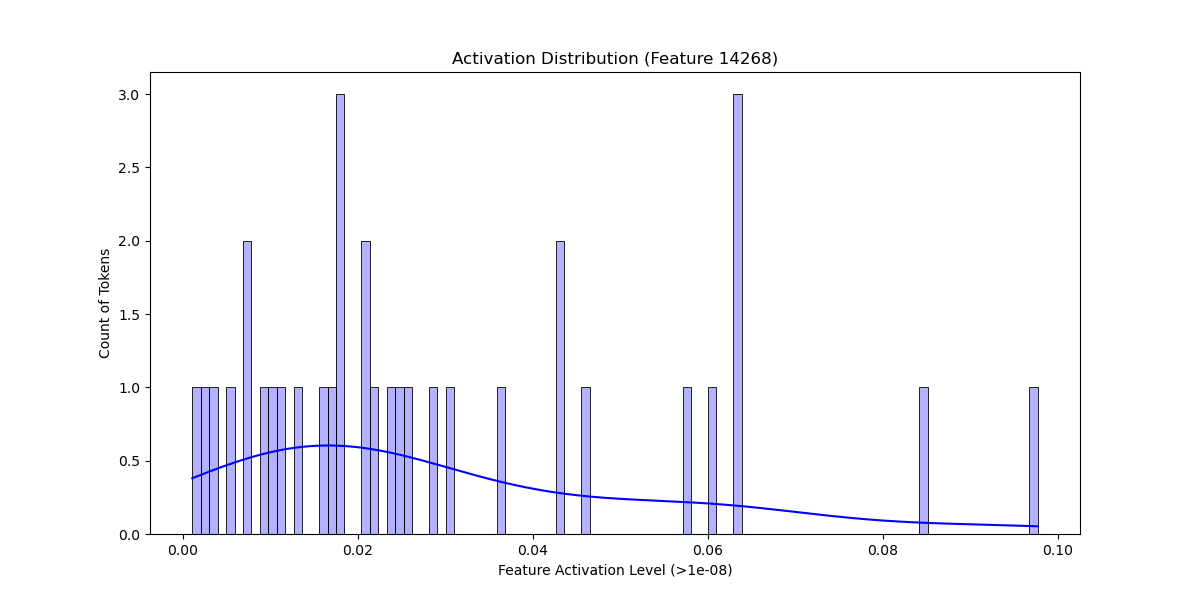 Activation Distribution (Feature 14268)
3.0
2.5
2.0
1.5
1.0
0.5
0.0
Count of Tokens
0.00 0.02 0.04 0.06 0.08 0.10
Feature Activation Level (>1e-08)